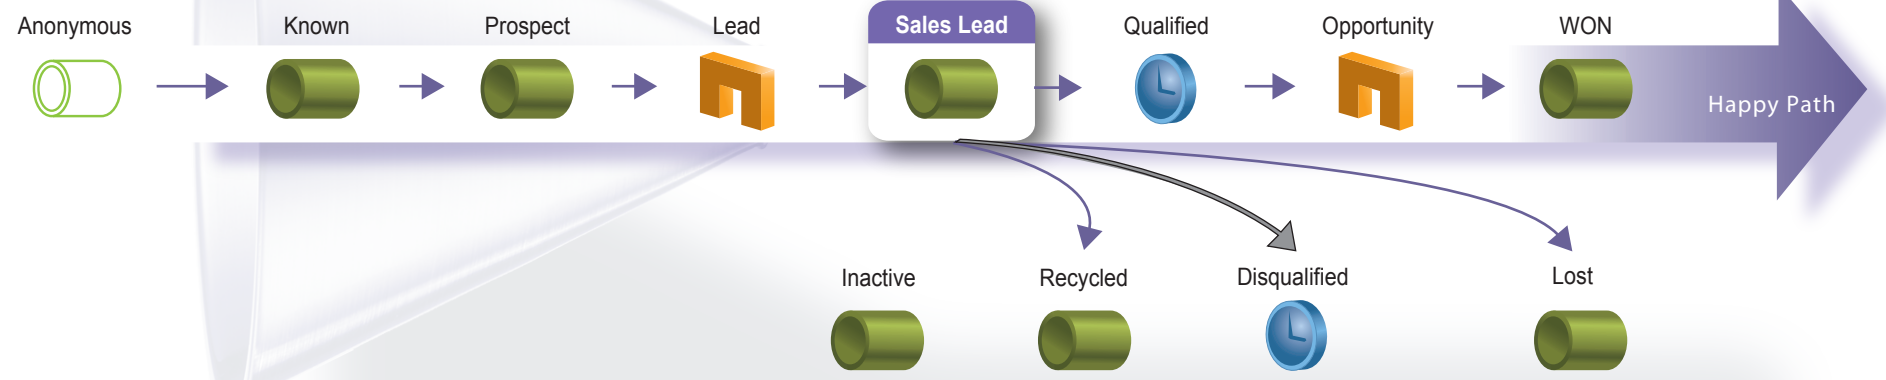 Anonymous
Known
Prospect
Lead
Sales Lead
Qualified
Opportunity
WON
Happy Path
Inactive
Recycled
Disqualified
Lost